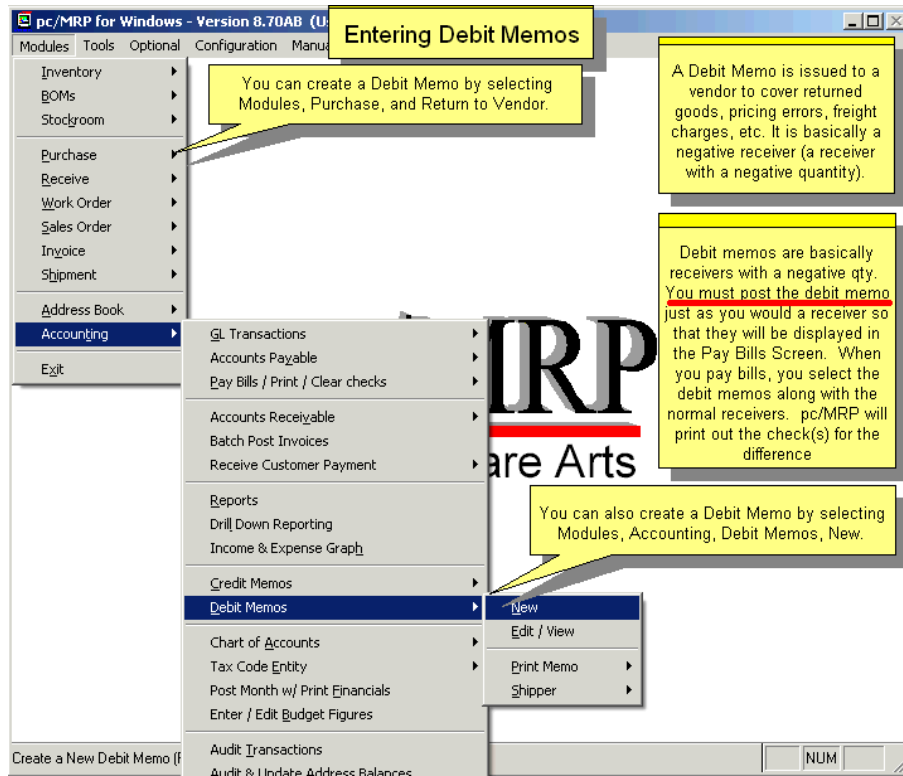 pc/MRP for Windows - Version 8.70AB (U
Entering Debit Memos
Modules Tools Optional Configuration Manua
Inventory
BOMs
Stockroom
Purchase
Receive
Work Order
Sales Order
Invoice
Shipment
Address Book
Accounting
Exit
You can create a Debit Memo by selecting
Modules, Purchase, and Return to Vendor.
A Debit Memo is issued to a
vendor to cover returned
goods, pricing errors, freight
charges, etc. It is basically a
negative receiver (a receiver
with a negative quantity).
Debit memos are basically
receivers with a negative qty.
You must post the debit memo
just as you would a receiver so
that they will be displayed in
the Pay Bills Screen. When
you pay bills, you select the
debit memos along with the
normal receivers. pc/MRP will
print out the check(s) for the
difference
GL Transactions
Accounts Payable
Pay Bills / Print / Clear checks
Accounts Receivable
Batch Post Invoices
Receive Customer Payment
Reports
Drill Down Reporting
Income & Expense Graph
Credit Memos
Debit Memos
Chart of Accounts
Tax Code Entity
Post Month w/ Print Financials
Enter / Edit Budget Figures
Audit Transactions
Audit & Update Address Balances
MRP
are Arts
You can also create a Debit Memo by selecting
Modules, Accounting, Debit Memos, New.
New
Edit / View
Print Memo
Shipper
Create a New Debit Memo (
NUM